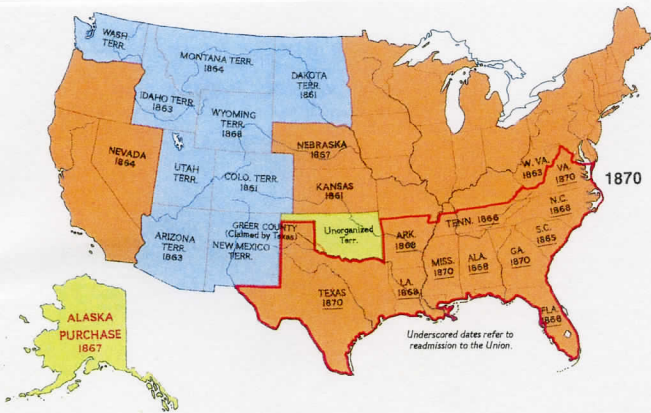 WASH
TERR.
MONTANA TERR.
1864
DAKOTA
TERR.
1861
IDAHO TERR.
1863
WYOMING
TERR.
1868
NEVADA
1864
NEBRASKA
1867
W. VA.
1863
VA.
1870
1870
UTAH
TERR.
COLO. TERR.
1861
KANSAS
1861
N.C.
1868
TENN. 1866
GREER COUNTY
(Claimed by Texas)
Unorganized
Terr.
ARK.
1868
S.C.
1865
ARIZONA
TERR.
1863
NEW MEXICO
TERR.
MISS.
1870
ALA.
1868
GA.
1870
LA.
1868
TEXAS
1870
FLA.
1868
ALASKA
PURCHASE
1867
Underscored dates refer to
readmission to the Union.